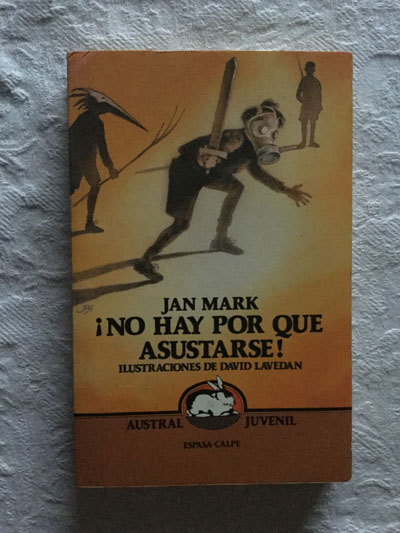 JAN MARK
¡NO HAY POR QUE
ASUSTARSE!
ILUSTRACIONES DE DAVID LAVEDAN
AUSTRAL JUVENIL
ESPASA-CALPE